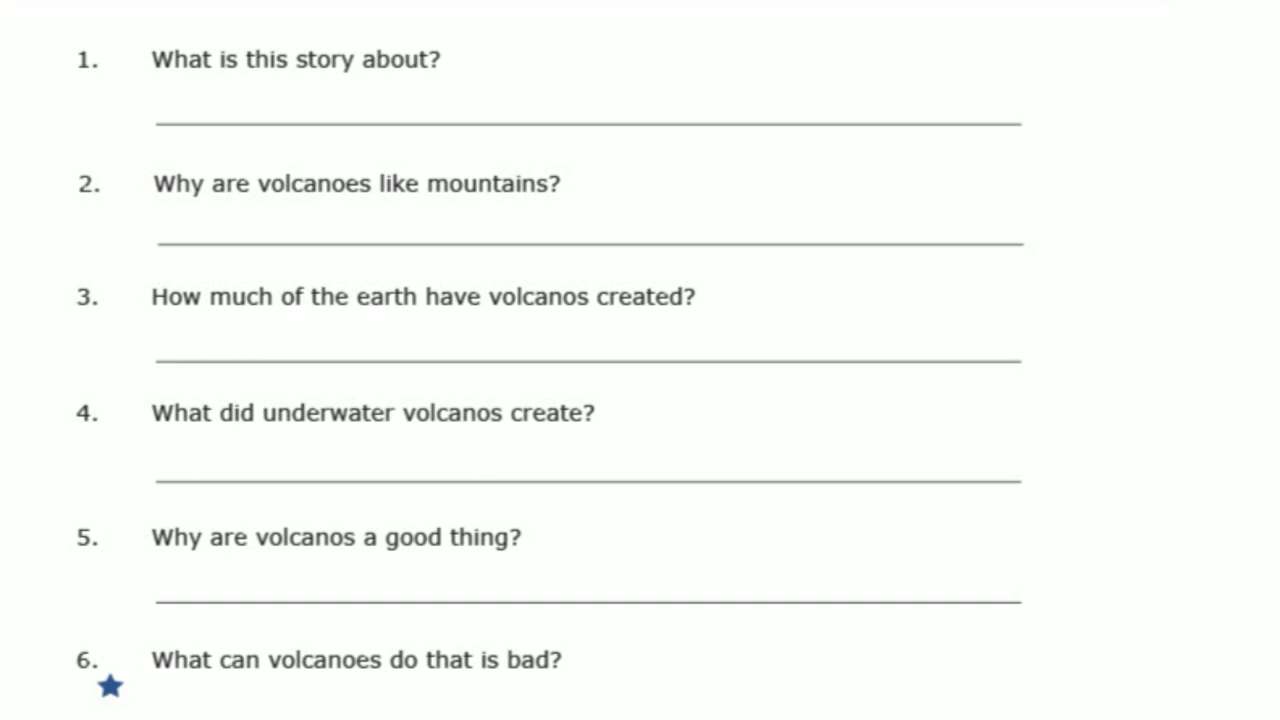 1. What is this story about?
2. Why are volcanoes like mountains?
3. How much of the earth have volcanos created?
4. What did underwater volcanos create?
5. Why are volcanos a good thing?
6. What can volcanoes do that is bad?